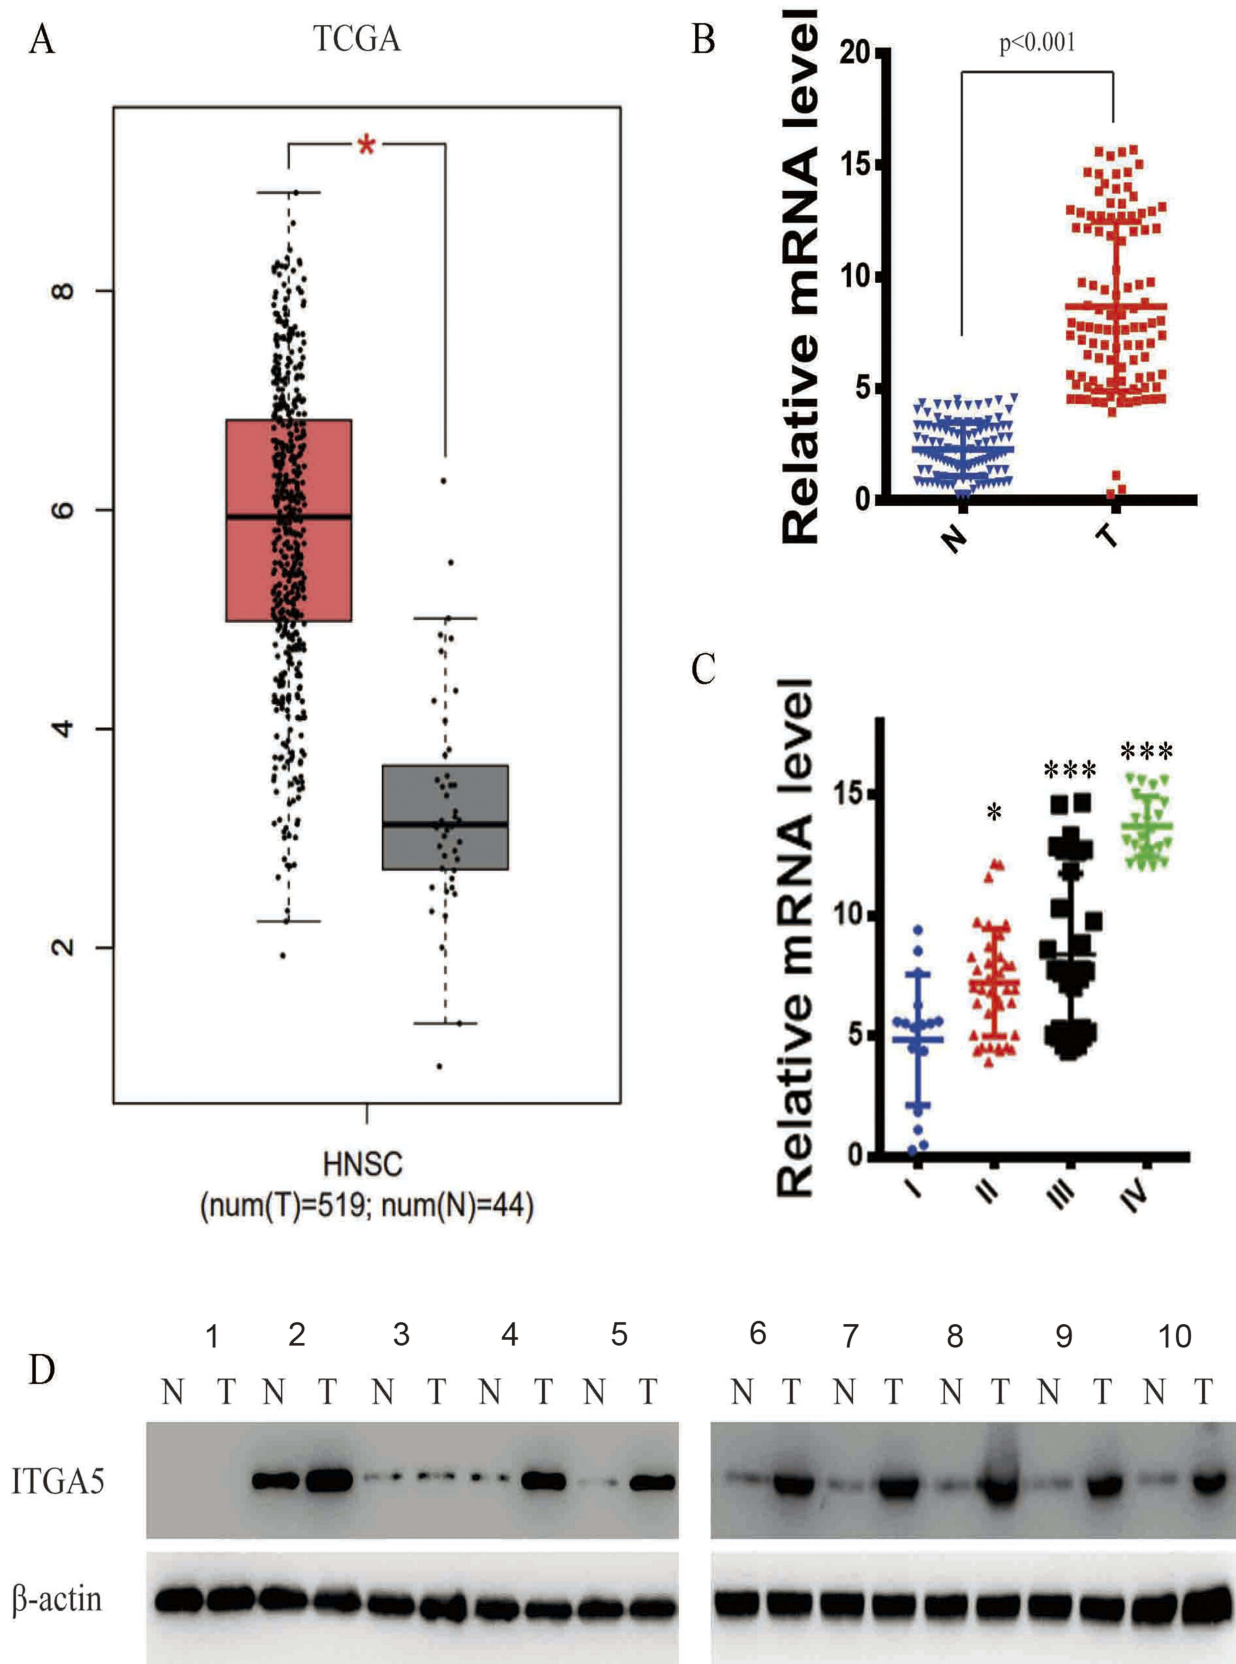 A
TCGA
*
8
6
4
2
HNSC
(num(T)=519; num(N)=44)
B
Relative mRNA level
20
15
10
5
0
p<0.001
N
T
C
Relative mRNA level
15
10
5
0
*
***
***
I
II
III
IV
D
1 2 3 4 5 6 7 8 9 10
N T N T N T N T N T N T N T N T N T N T
ITGA5
β-actin